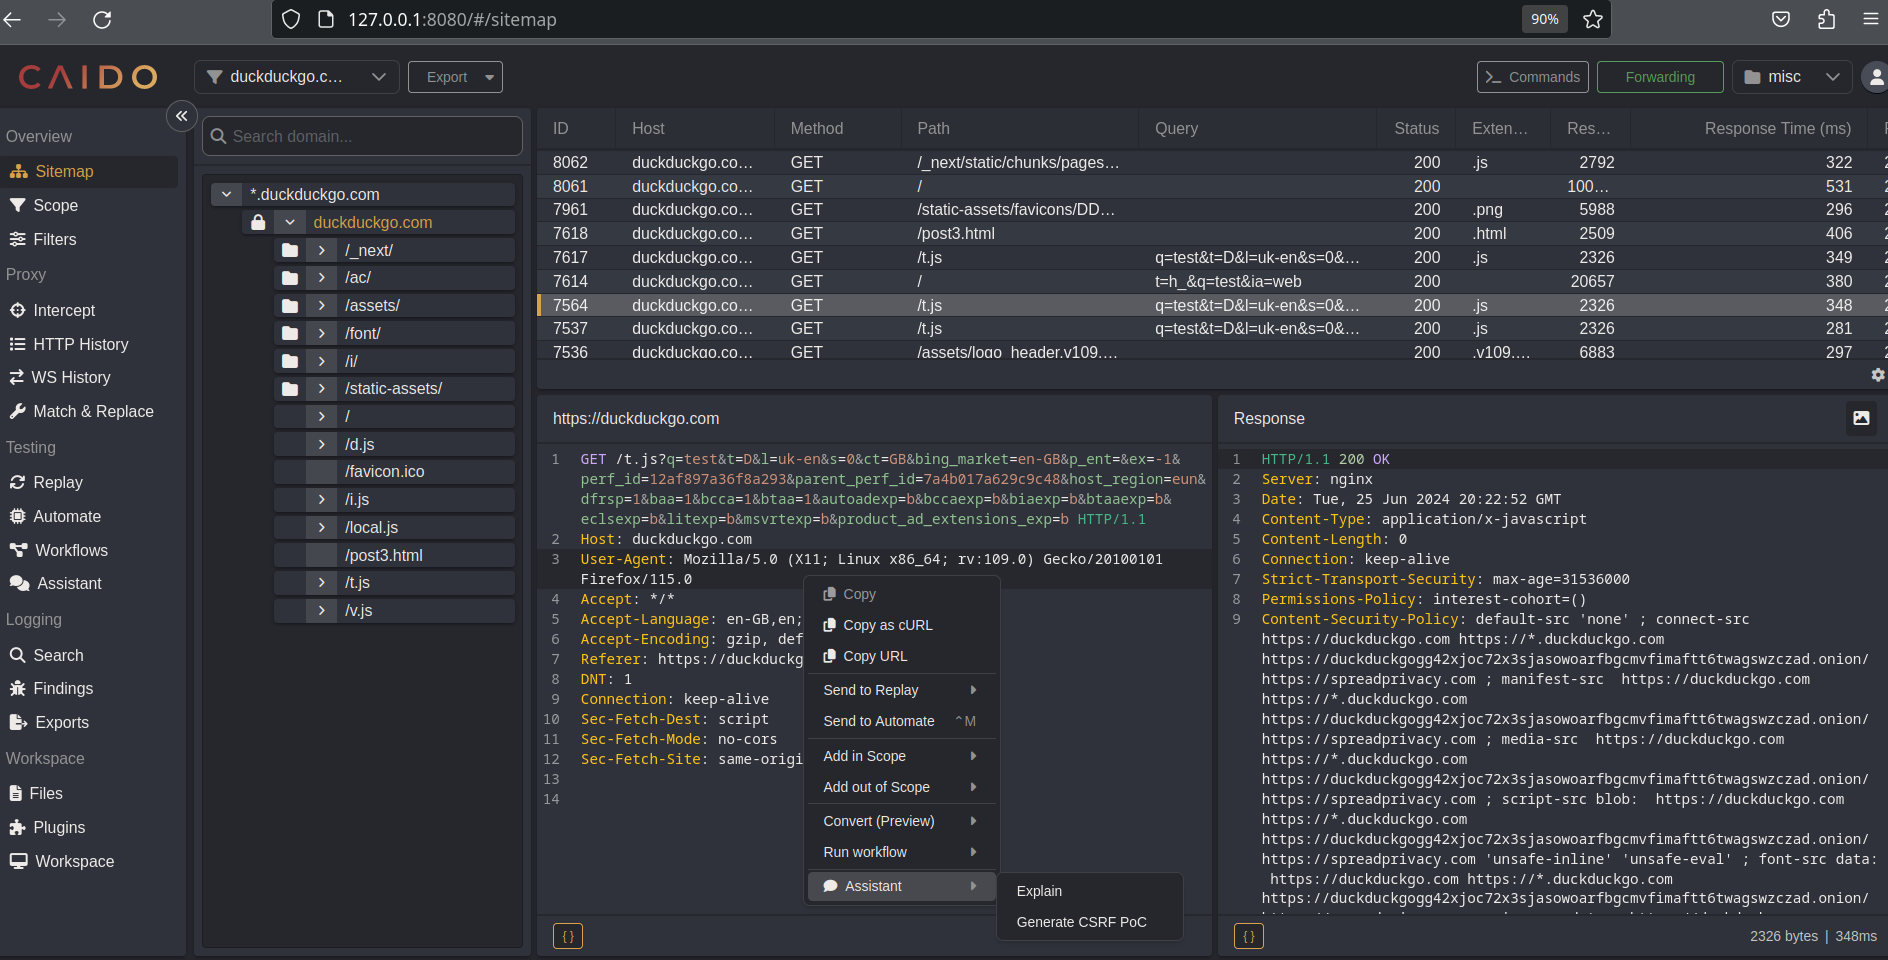 127.0.0.1:8080/#/sitemap
90%
CAIDO
duckduckgo.c...
Export
Commands
Forwarding
misc
Overview
Sitemap
Scope
Filters
Proxy
Intercept
HTTP History
WS History
Match & Replace
Testing
Replay
Automate
Workflows
Assistant
Logging
Search
Findings
Exports
Workspace
Files
Plugins
Workspace
Search domain...
*.duckduckgo.com
duckduckgo.com
/_next/
/ac/
/assets/
/font/
/i/
/static-assets/
/
/d.js
/favicon.ico
/i.js
/local.js
/post3.html
/t.js
/v.js
ID Host Method Path Query Status Exten... Res... Response Time (ms)
8062 duckduckgo.co... GET /_next/static/chunks/pages... 200 .js 2792 322
8061 duckduckgo.co... GET / 200 100... 531
7961 duckduckgo.co... GET /static-assets/favicons/DD... 200 .png 5988 296
7618 duckduckgo.co... GET /post3.html 200 .html 2509 406
7617 duckduckgo.co... GET /t.js q=test&t=D&l=uk-en&s=0&... 200 .js 2326 349
7614 duckduckgo.co... GET / t=h_&q=test&ia=web 200 20657 380
7564 duckduckgo.co... GET /t.js q=test&t=D&l=uk-en&s=0&... 200 .js 2326 348
7537 duckduckgo.co... GET /t.js q=test&t=D&l=uk-en&s=0&... 200 .js 2326 281
7536 duckduckgo.co... GET /assets/logo_header.v109.... 200 .v109.... 6883 297
https://duckduckgo.com
1 GET /t.js?q=test&t=D&l=uk-en&s=0&ct=GB&bing_market=en-GB&p_ent=&ex=-1&
perf_id=12af897a36f8a293&parent_perf_id=7a4b017a629c9c48&host_region=eun&
dfrsp=1&baa=1&bcca=1&btaa=1&autoadexp=b&bccaexp=b&biaexp=b&btaaexp=b&
eclsexp=b&litexp=b&msvrtexp=b&product_ad_extensions_exp=b HTTP/1.1
2 Host: duckduckgo.com
3 User-Agent: Mozilla/5.0 (X11; Linux x86_64; rv:109.0) Gecko/20100101
Firefox/115.0
4 Accept: */*
5 Accept-Language: en-GB,en;
6 Accept-Encoding: gzip, def
7 Referer: https://duckduckg
8 DNT: 1
9 Connection: keep-alive
10 Sec-Fetch-Dest: script
11 Sec-Fetch-Mode: no-cors
12 Sec-Fetch-Site: same-origi
13
14
{}
Copy
Copy as cURL
Copy URL
Send to Replay
Send to Automate ⌃M
Add in Scope
Add out of Scope
Convert (Preview)
Run workflow
Assistant
Explain
Generate CSRF PoC
Response
1 HTTP/1.1 200 OK
2 Server: nginx
3 Date: Tue, 25 Jun 2024 20:22:52 GMT
4 Content-Type: application/x-javascript
5 Content-Length: 0
6 Connection: keep-alive
7 Strict-Transport-Security: max-age=31536000
8 Permissions-Policy: interest-cohort=()
9 Content-Security-Policy: default-src 'none' ; connect-src
https://duckduckgo.com https://*.duckduckgo.com
https://duckduckgogg42xjoc72x3sjasowoarfbgcmvfimaftt6twagswzczad.onion/
https://spreadprivacy.com ; manifest-src https://duckduckgo.com
https://*.duckduckgo.com
https://duckduckgogg42xjoc72x3sjasowoarfbgcmvfimaftt6twagswzczad.onion/
https://spreadprivacy.com ; media-src https://duckduckgo.com
https://*.duckduckgo.com
https://duckduckgogg42xjoc72x3sjasowoarfbgcmvfimaftt6twagswzczad.onion/
https://spreadprivacy.com ; script-src blob: https://duckduckgo.com
https://*.duckduckgo.com
https://duckduckgogg42xjoc72x3sjasowoarfbgcmvfimaftt6twagswzczad.onion/
https://spreadprivacy.com 'unsafe-inline' 'unsafe-eval' ; font-src data:
https://duckduckgo.com https://*.duckduckgo.com
https://duckduckgogg42xjoc72x3sjasowoarfbgcmvfimaftt6twagswzczad.onion/
{}
2326 bytes | 348ms